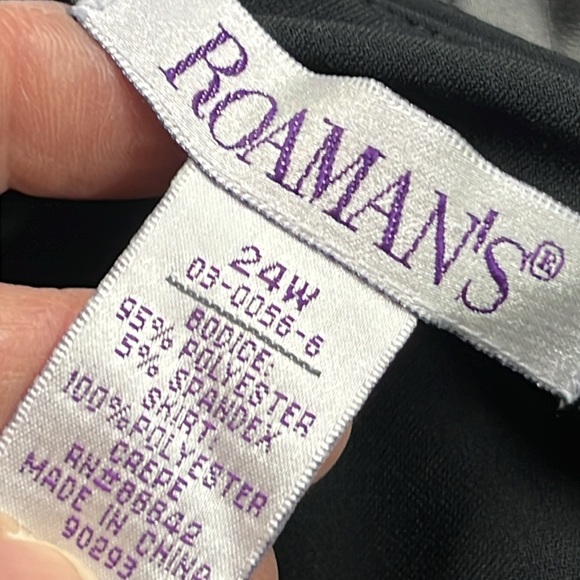 ROAMAN'S®
24W
03-0056-6
BODICE:
95% POLYESTER
5% SPANDEX
SKIRT:
100% POLYESTER
CREPE
RN#86842
MADE IN CHINA
90293